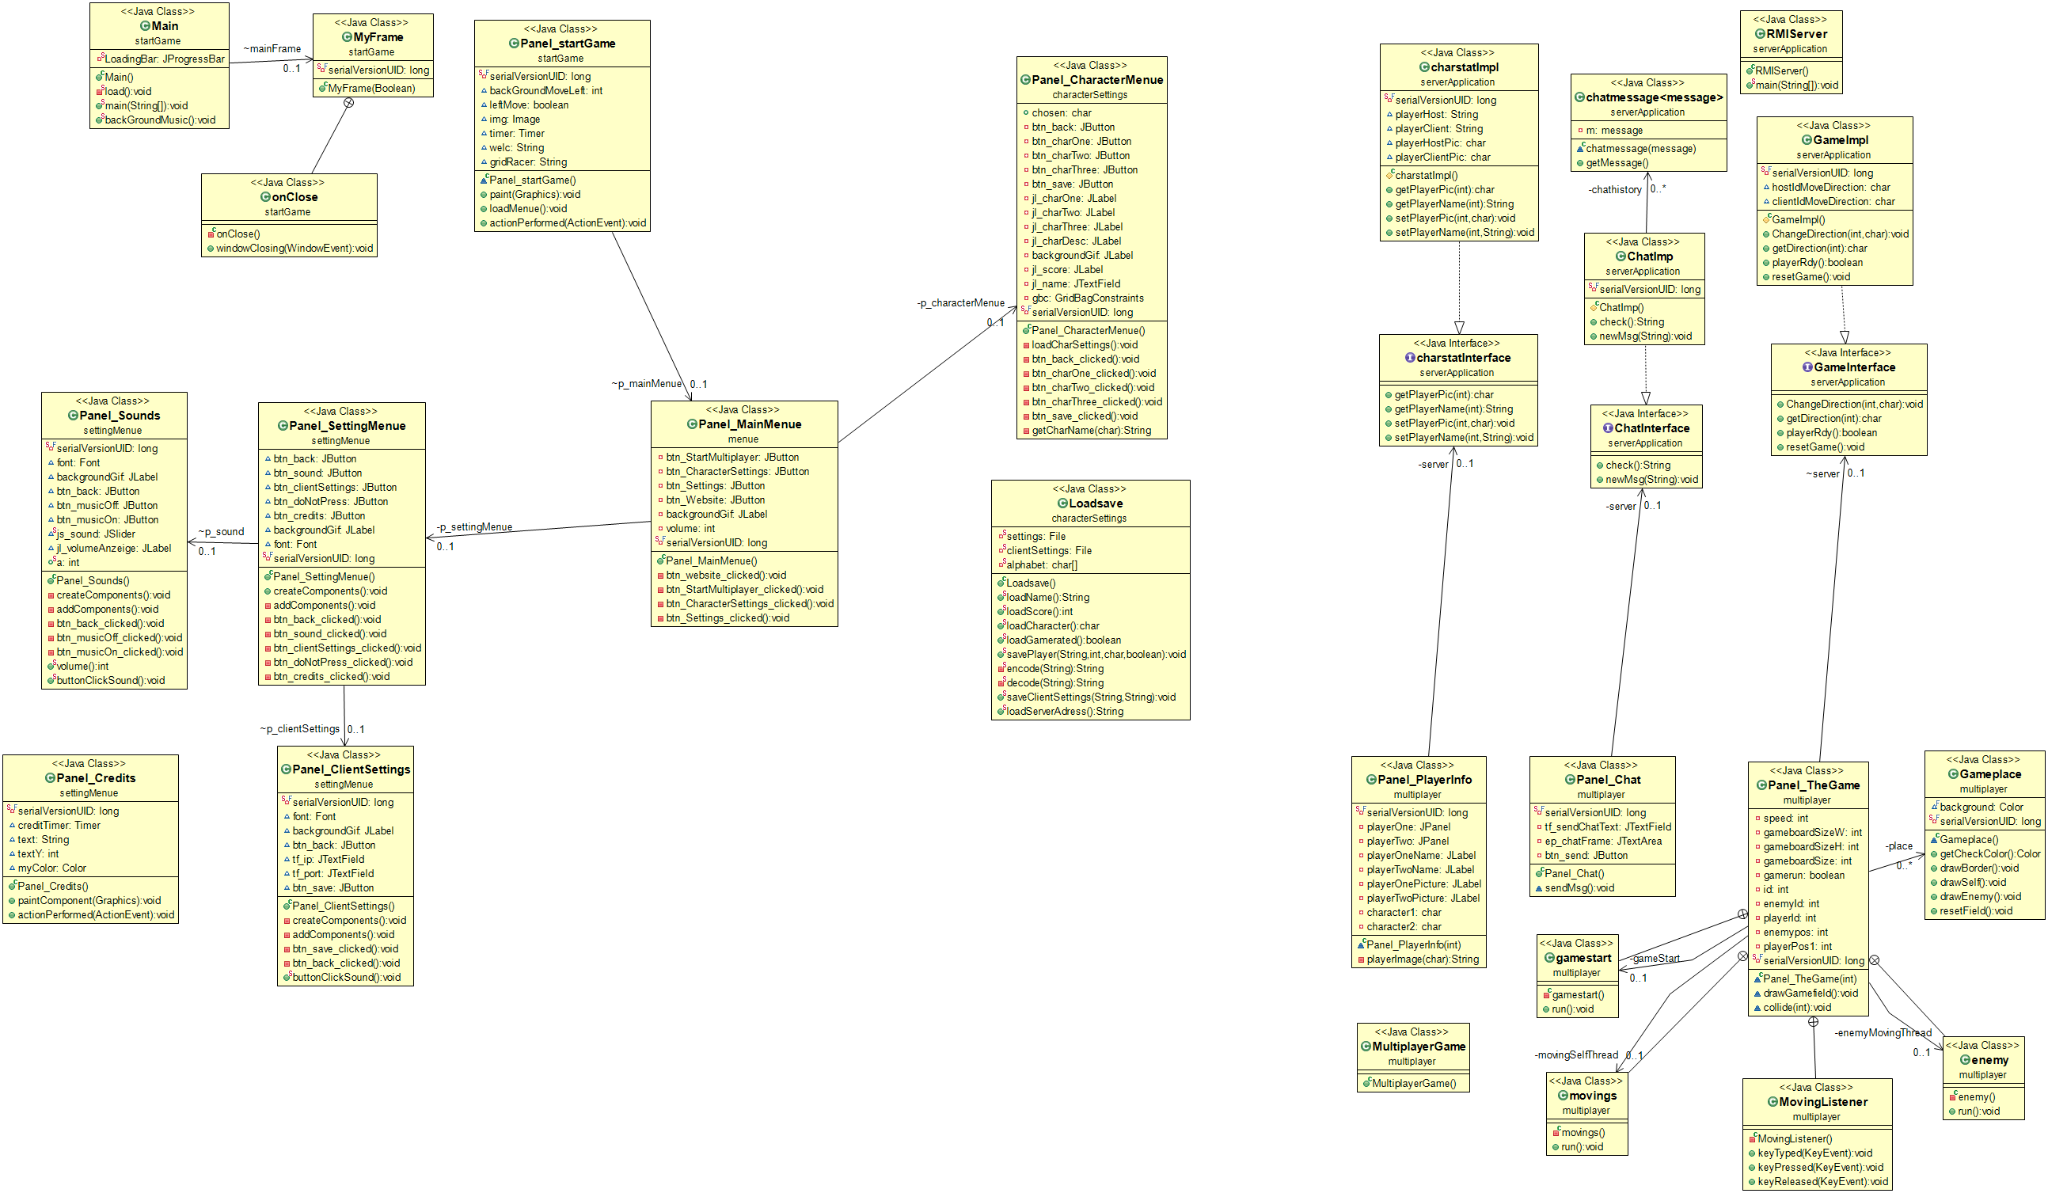 <<Java Class>>
Main
startGame
LoadingBar: JProgressBar
Main()
load():void
main(String[]):void
backGroundMusic():void
~mainFrame
0..1
<<Java Class>>
MyFrame
startGame
serialVersionUID: long
MyFrame(Boolean)
<<Java Class>>
onClose
startGame
onClose()
windowClosing(WindowEvent):void
<<Java Class>>
Panel_startGame
startGame
serialVersionUID: long
backGroundMoveLeft: int
leftMove: boolean
img: Image
timer: Timer
welc: String
gridRacer: String
Panel_startGame()
paint(Graphics):void
loadMenue():void
actionPerformed(ActionEvent):void
~p_mainMenue
0..1
<<Java Class>>
Panel_CharacterMenue
characterSettings
chosen: char
btn_back: JButton
btn_charOne: JButton
btn_charTwo: JButton
btn_charThree: JButton
btn_save: JButton
jl_charOne: JLabel
jl_charTwo: JLabel
jl_charThree: JLabel
jl_charDesc: JLabel
backgroundGif: JLabel
jl_score: JLabel
jl_name: JTextField
gbc: GridBagConstraints
serialVersionUID: long
Panel_CharacterMenue()
loadCharSettings():void
btn_back_clicked():void
btn_charOne_clicked():void
btn_charTwo_clicked():void
btn_charThree_clicked():void
btn_save_clicked():void
getCharName(char):String
-p_characterMenue
0..1
<<Java Class>>
Panel_Sounds
settingMenue
serialVersionUID: long
font: Font
backgroundGif: JLabel
btn_back: JButton
btn_musicOff: JButton
btn_musicOn: JButton
js_sound: JSlider
jl_volumeAnzeige: JLabel
a: int
Panel_Sounds()
createComponents():void
addComponents():void
btn_back_clicked():void
btn_musicOff_clicked():void
btn_musicOn_clicked():void
volume():int
buttonClickSound():void
~p_sound
0..1
<<Java Class>>
Panel_SettingMenue
settingMenue
btn_back: JButton
btn_sound: JButton
btn_clientSettings: JButton
btn_doNotPress: JButton
btn_credits: JButton
backgroundGif: JLabel
font: Font
serialVersionUID: long
Panel_SettingMenue()
createComponents():void
addComponents():void
btn_back_clicked():void
btn_sound_clicked():void
btn_clientSettings_clicked():void
btn_doNotPress_clicked():void
btn_credits_clicked():void
-p_settingMenue
0..1
<<Java Class>>
Panel_MainMenue
menue
btn_StartMultiplayer: JButton
btn_CharacterSettings: JButton
btn_Settings: JButton
btn_Website: JButton
backgroundGif: JLabel
volume: int
serialVersionUID: long
Panel_MainMenue()
btn_website_clicked():void
btn_StartMultiplayer_clicked():void
btn_CharacterSettings_clicked():void
btn_Settings_clicked():void
<<Java Class>>
Loadsave
characterSettings
settings: File
clientSettings: File
alphabet: char[]
Loadsave()
loadName():String
loadScore():int
loadCharacter():char
loadGamerated():boolean
savePlayer(String,int,char,boolean):void
encode(String):String
decode(String):String
saveClientSettings(String,String):void
loadServerAdress():String
~p_clientSettings
0..1
<<Java Class>>
Panel_Credits
settingMenue
serialVersionUID: long
creditTimer: Timer
text: String
textY: int
myColor: Color
Panel_Credits()
paintComponent(Graphics):void
actionPerformed(ActionEvent):void
<<Java Class>>
Panel_ClientSettings
settingMenue
serialVersionUID: long
font: Font
backgroundGif: JLabel
btn_back: JButton
tf_ip: JTextField
tf_port: JTextField
btn_save: JButton
Panel_ClientSettings()
createComponents():void
addComponents():void
btn_save_clicked():void
btn_back_clicked():void
buttonClickSound():void
<<Java Class>>
charstatImpl
serverApplication
serialVersionUID: long
playerHost: String
playerClient: String
playerHostPic: char
playerClientPic: char
charstatImpl()
getPlayerPic(int):char
getPlayerName(int):String
setPlayerPic(int,char):void
setPlayerName(int,String):void
<<Java Class>>
chatmessage<message>
serverApplication
m: message
chatmessage(message)
getMessage()
-chathistory
0..*
<<Java Class>>
RMIServer
serverApplication
RMIServer()
main(String[]):void
<<Java Class>>
GameImpl
serverApplication
serialVersionUID: long
hostIdMoveDirection: char
clientIdMoveDirection: char
GameImpl()
ChangeDirection(int,char):void
getDirection(int):char
playerRdy():boolean
resetGame():void
<<Java Class>>
ChatImp
serverApplication
serialVersionUID: long
ChatImp()
check():String
newMsg(String):void
<<Java Interface>>
charstatInterface
serverApplication
getPlayerPic(int):char
getPlayerName(int):String
setPlayerPic(int,char):void
setPlayerName(int,String):void
-server
0..1
<<Java Interface>>
ChatInterface
serverApplication
check():String
newMsg(String):void
-server
0..1
<<Java Interface>>
GameInterface
serverApplication
ChangeDirection(int,char):void
getDirection(int):char
playerRdy():boolean
resetGame():void
~server
0..1
<<Java Class>>
Panel_PlayerInfo
multiplayer
serialVersionUID: long
playerOne: JPanel
playerTwo: JPanel
playerOneName: JLabel
playerTwoName: JLabel
playerOnePicture: JLabel
playerTwoPicture: JLabel
character1: char
character2: char
Panel_PlayerInfo(int)
playerImage(char):String
<<Java Class>>
Panel_Chat
multiplayer
serialVersionUID: long
tf_sendChatText: JTextField
ep_chatFrame: JTextArea
btn_send: JButton
Panel_Chat()
sendMsg():void
<<Java Class>>
Panel_TheGame
multiplayer
speed: int
gameboardSizeW: int
gameboardSizeH: int
gameboardSize: int
gamerun: boolean
id: int
enemyId: int
playerId: int
enemypos: int
playerPos1: int
serialVersionUID: long
Panel_TheGame(int)
drawGamefield():void
collide(int):void
-place
0..*
<<Java Class>>
Gameplace
multiplayer
background: Color
serialVersionUID: long
Gameplace()
getCheckColor():Color
drawBorder():void
drawSelf():void
drawEnemy():void
resetField():void
<<Java Class>>
gamestart
multiplayer
gamestart()
run():void
-gameStart
0..1
<<Java Class>>
MultiplayerGame
multiplayer
MultiplayerGame()
-movingSelfThread
0..1
<<Java Class>>
movings
multiplayer
movings()
run():void
-enemyMovingThread
0..1
<<Java Class>>
enemy
multiplayer
enemy()
run():void
<<Java Class>>
MovingListener
multiplayer
MovingListener()
keyTyped(KeyEvent):void
keyPressed(KeyEvent):void
keyReleased(KeyEvent):void